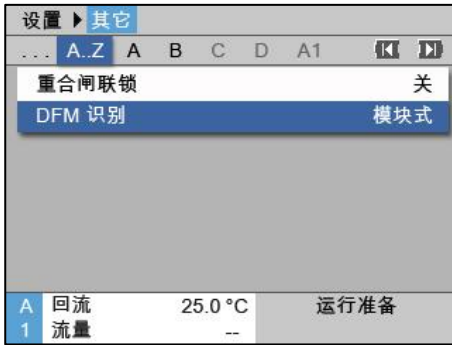 设置 ▶ 其它
... A..Z A B C D A1
重合闸联锁 关
DFM 识别 模块式
A 回流 25.0 °C 运行准备
1 流量 --